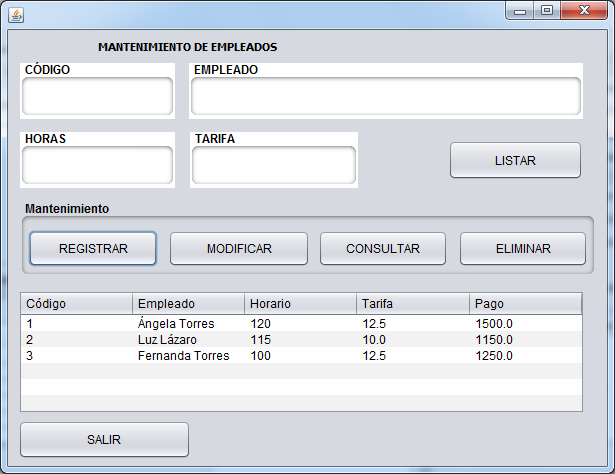 MANTENIMIENTO DE EMPLEADOS
CÓDIGO EMPLEADO
HORAS TARIFA
LISTAR
Mantenimiento
REGISTRAR MODIFICAR CONSULTAR ELIMINAR
Código Empleado Horario Tarifa Pago
1 Ángela Torres 120 12.5 1500.0
2 Luz Lázaro 115 10.0 1150.0
3 Fernanda Torres 100 12.5 1250.0
SALIR